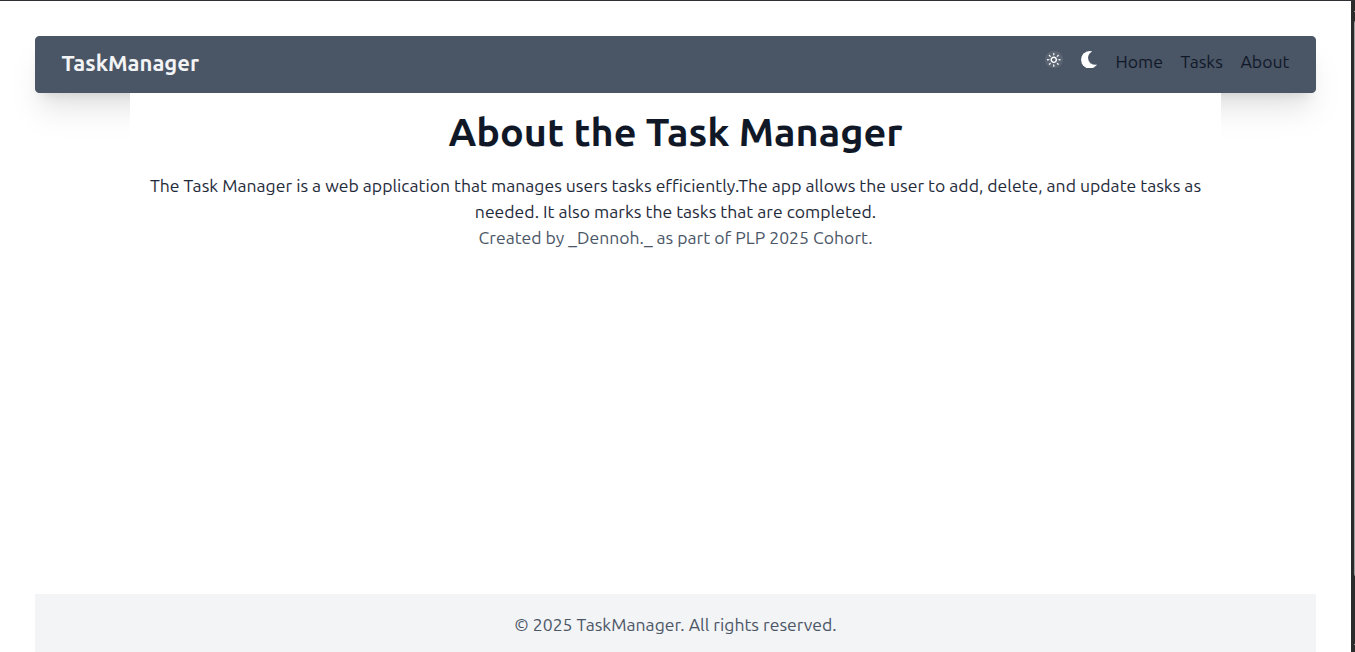 TaskManager
Home Tasks About
About the Task Manager
The Task Manager is a web application that manages users tasks efficiently.The app allows the user to add, delete, and update tasks as
needed. It also marks the tasks that are completed.
Created by _Dennoh._ as part of PLP 2025 Cohort.
© 2025 TaskManager. All rights reserved.